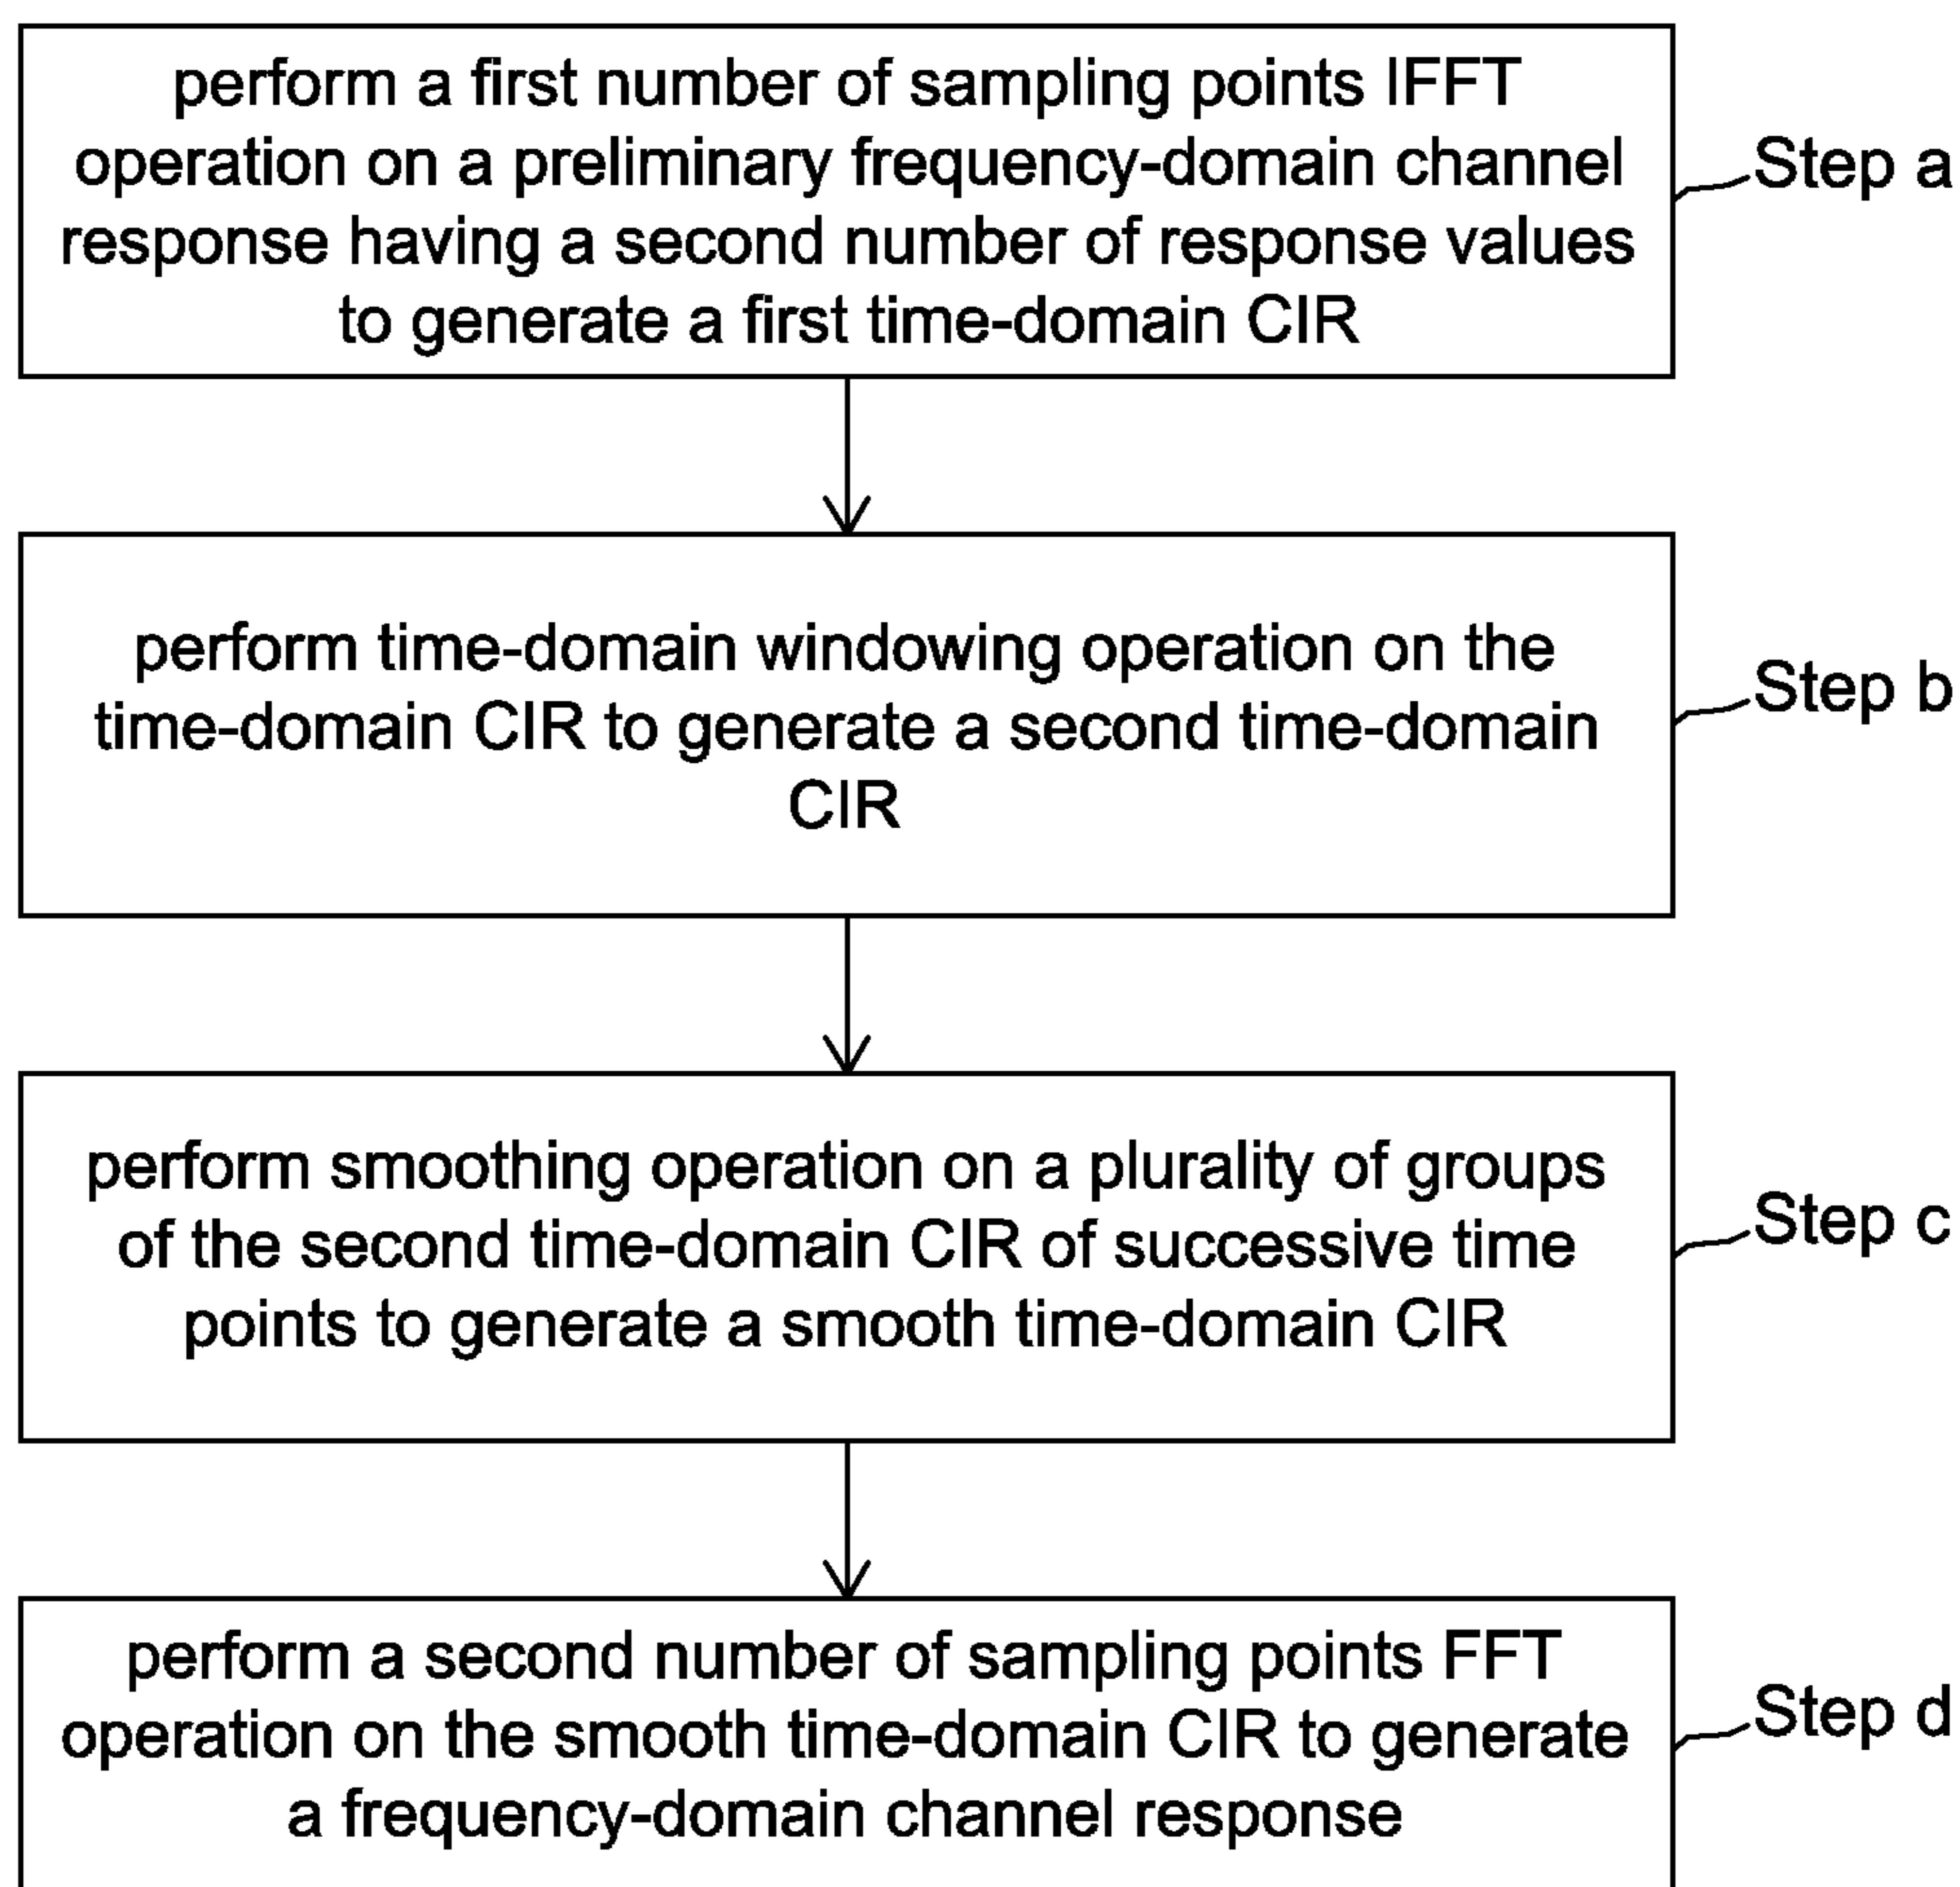 perform a first number of sampling points IFFT
operation on a preliminary frequency-domain channel
response having a second number of response values
to generate a first time-domain CIR
Step a
perform time-domain windowing operation on the
time-domain CIR to generate a second time-domain
CIR
Step b
perform smoothing operation on a plurality of groups
of the second time-domain CIR of successive time
points to generate a smooth time-domain CIR
Step c
perform a second number of sampling points FFT
operation on the smooth time-domain CIR to generate
a frequency-domain channel response
Step d